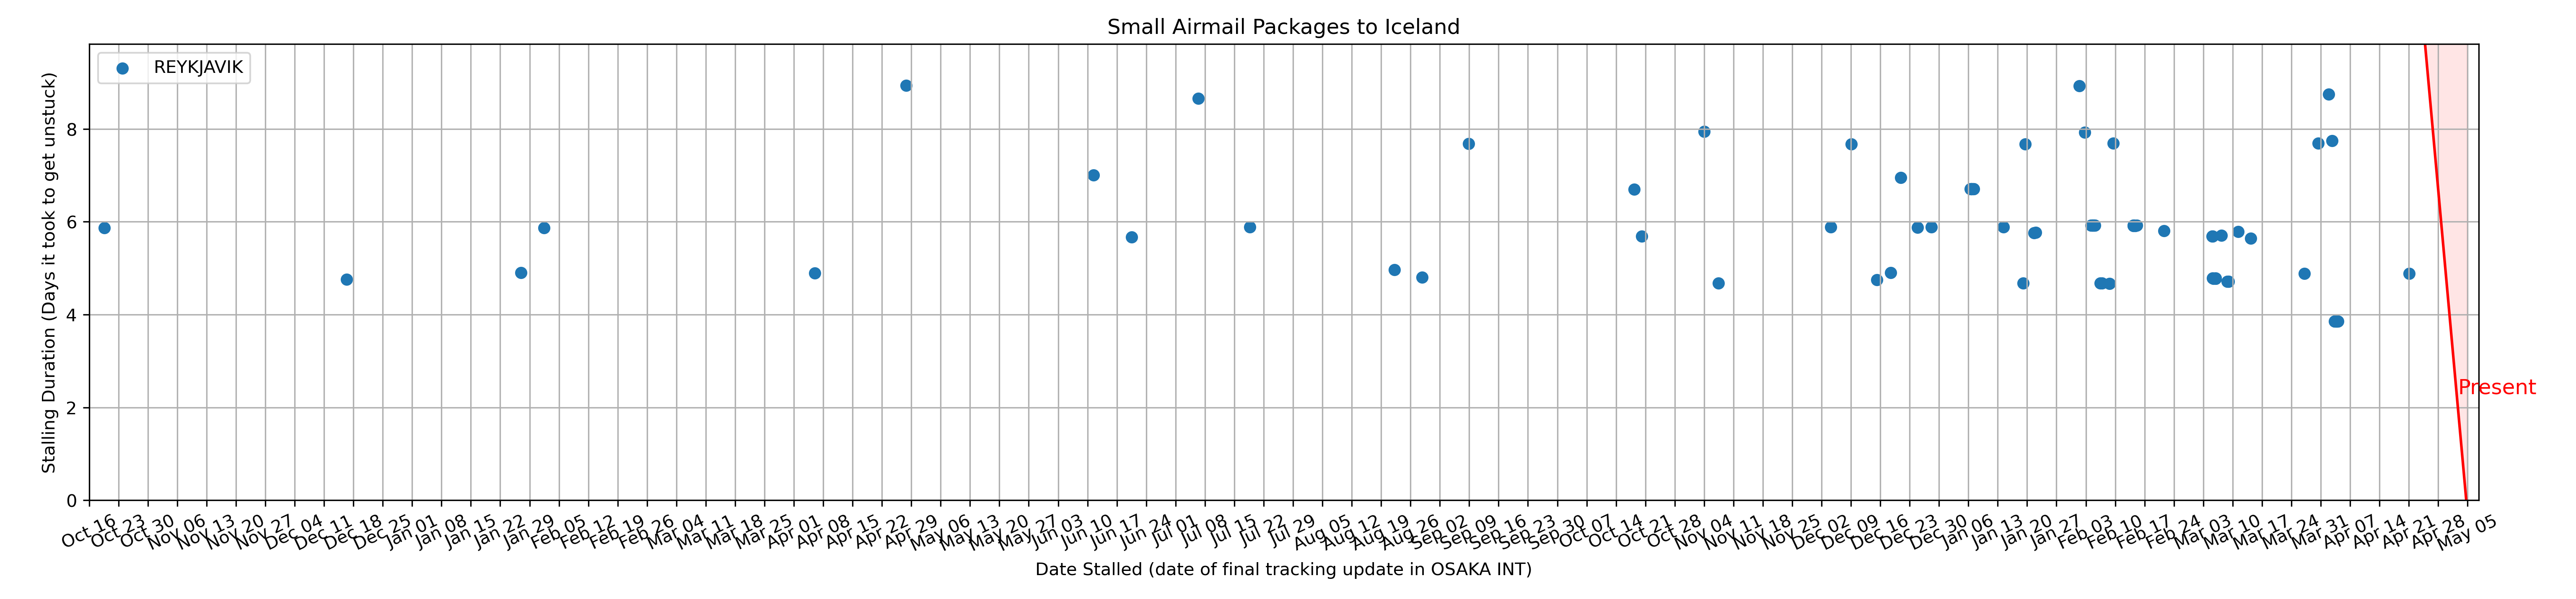 Small Airmail Packages to Iceland
REYKJAVIK
Stalling Duration (Days it took to get unstuck)
8
6
4
2
0
Present
Oct 16
Oct 23
Oct 30
Nov 06
Nov 13
Nov 20
Nov 27
Dec 04
Dec 11
Dec 18
Dec 25
Jan 01
Jan 08
Jan 15
Jan 22
Jan 29
Feb 05
Feb 12
Feb 19
Feb 26
Mar 04
Mar 11
Mar 18
Mar 25
Apr 01
Apr 08
Apr 15
Apr 22
Apr 29
May 06
May 13
May 20
May 27
Jun 03
Jun 10
Jun 17
Jun 24
Jul 01
Jul 08
Jul 15
Jul 22
Jul 29
Aug 05
Aug 12
Aug 19
Aug 26
Sep 02
Sep 09
Sep 16
Sep 23
Sep 30
Oct 07
Oct 14
Oct 21
Oct 28
Nov 04
Nov 11
Nov 18
Nov 25
Dec 02
Dec 09
Dec 16
Dec 23
Dec 30
Jan 06
Jan 13
Jan 20
Jan 27
Feb 03
Feb 10
Feb 17
Feb 24
Mar 03
Mar 10
Mar 17
Mar 24
Mar 31
Apr 07
Apr 14
Apr 21
Apr 28
May 05
Date Stalled (date of final tracking update in OSAKA INT)